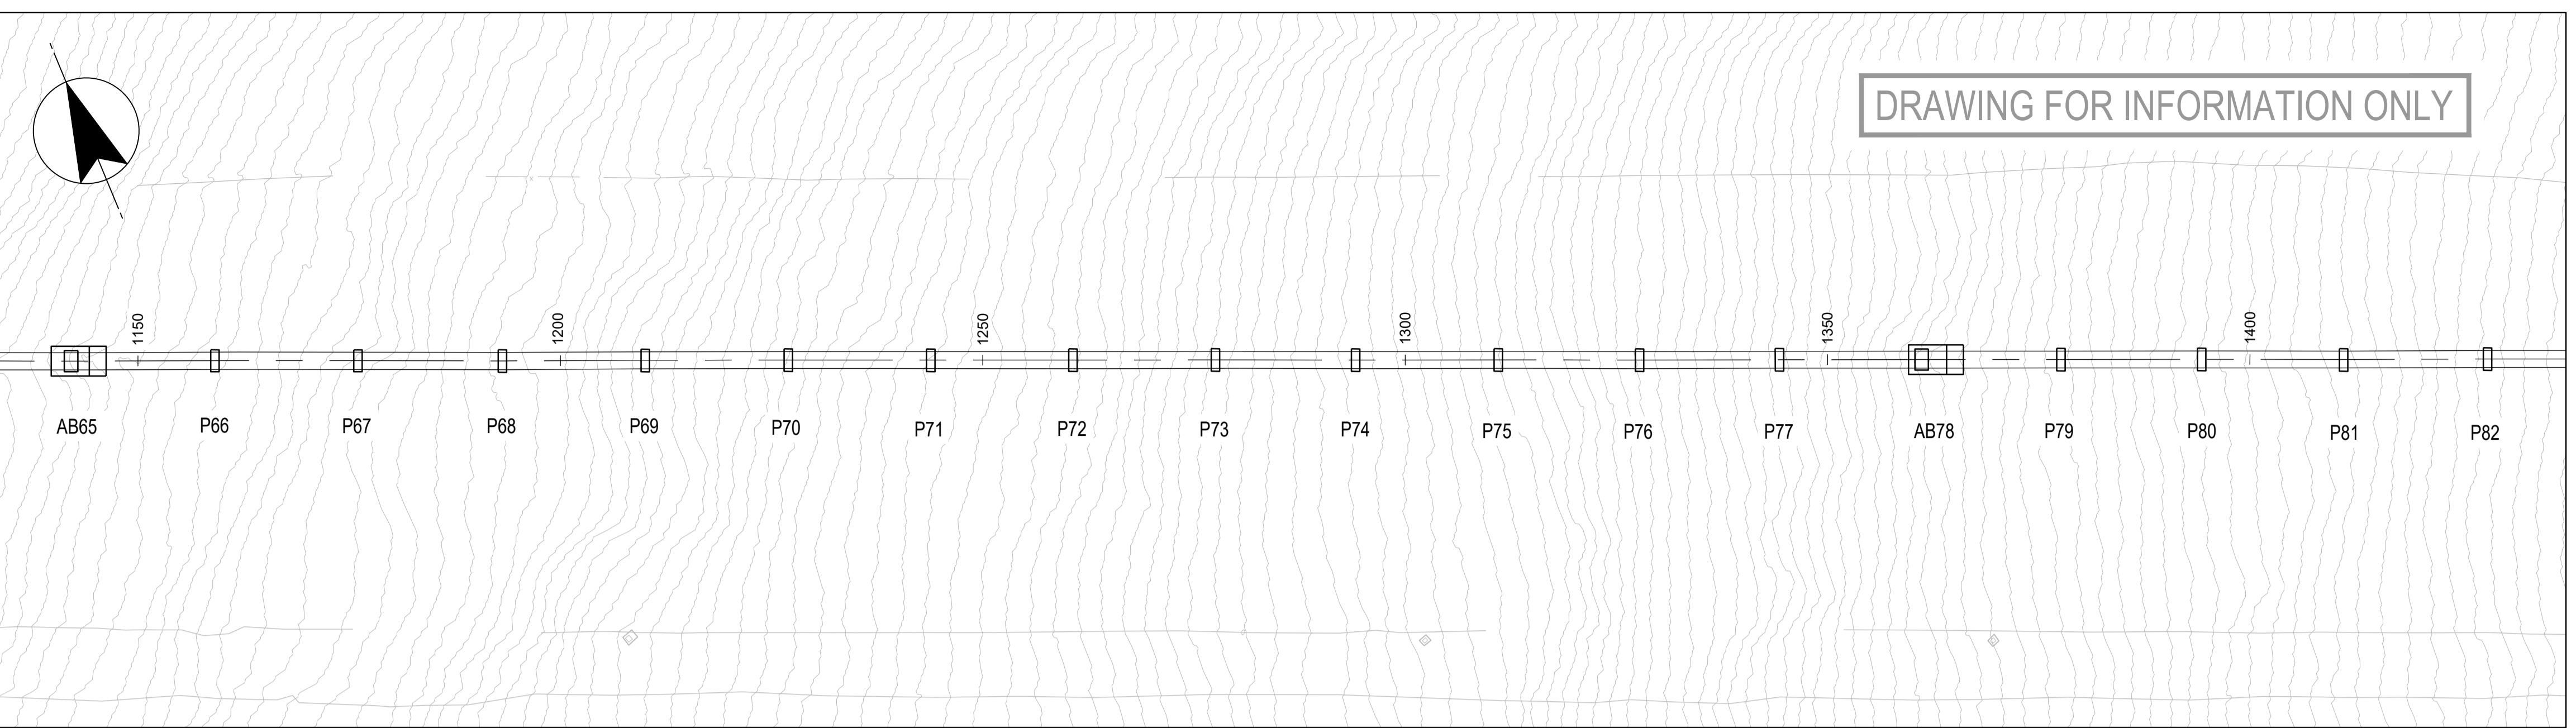 DRAWING FOR INFORMATION ONLY
1150
1200
1250
1300
1350
1400
AB65
P66
P67
P68
P69
P70
P71
P72
P73
P74
P75
P76
P77
AB78
P79
P80
P81
P82